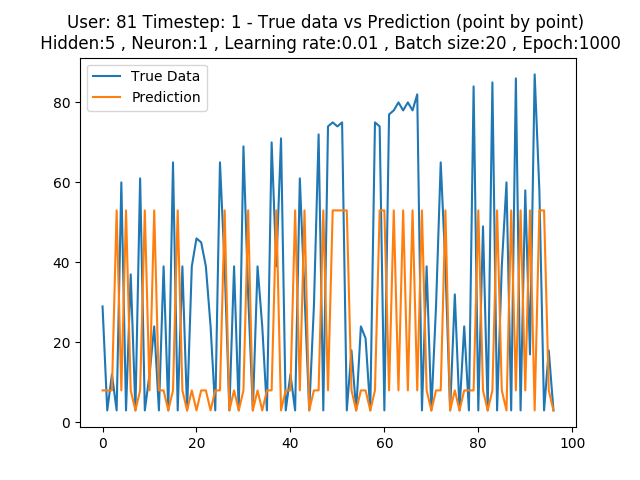 User: 81 Timestep: 1 - True data vs Prediction (point by point)
Hidden:5 , Neuron:1 , Learning rate:0.01 , Batch size:20 , Epoch:1000
True Data
Prediction
80
60
40
20
0
0 20 40 60 80 100